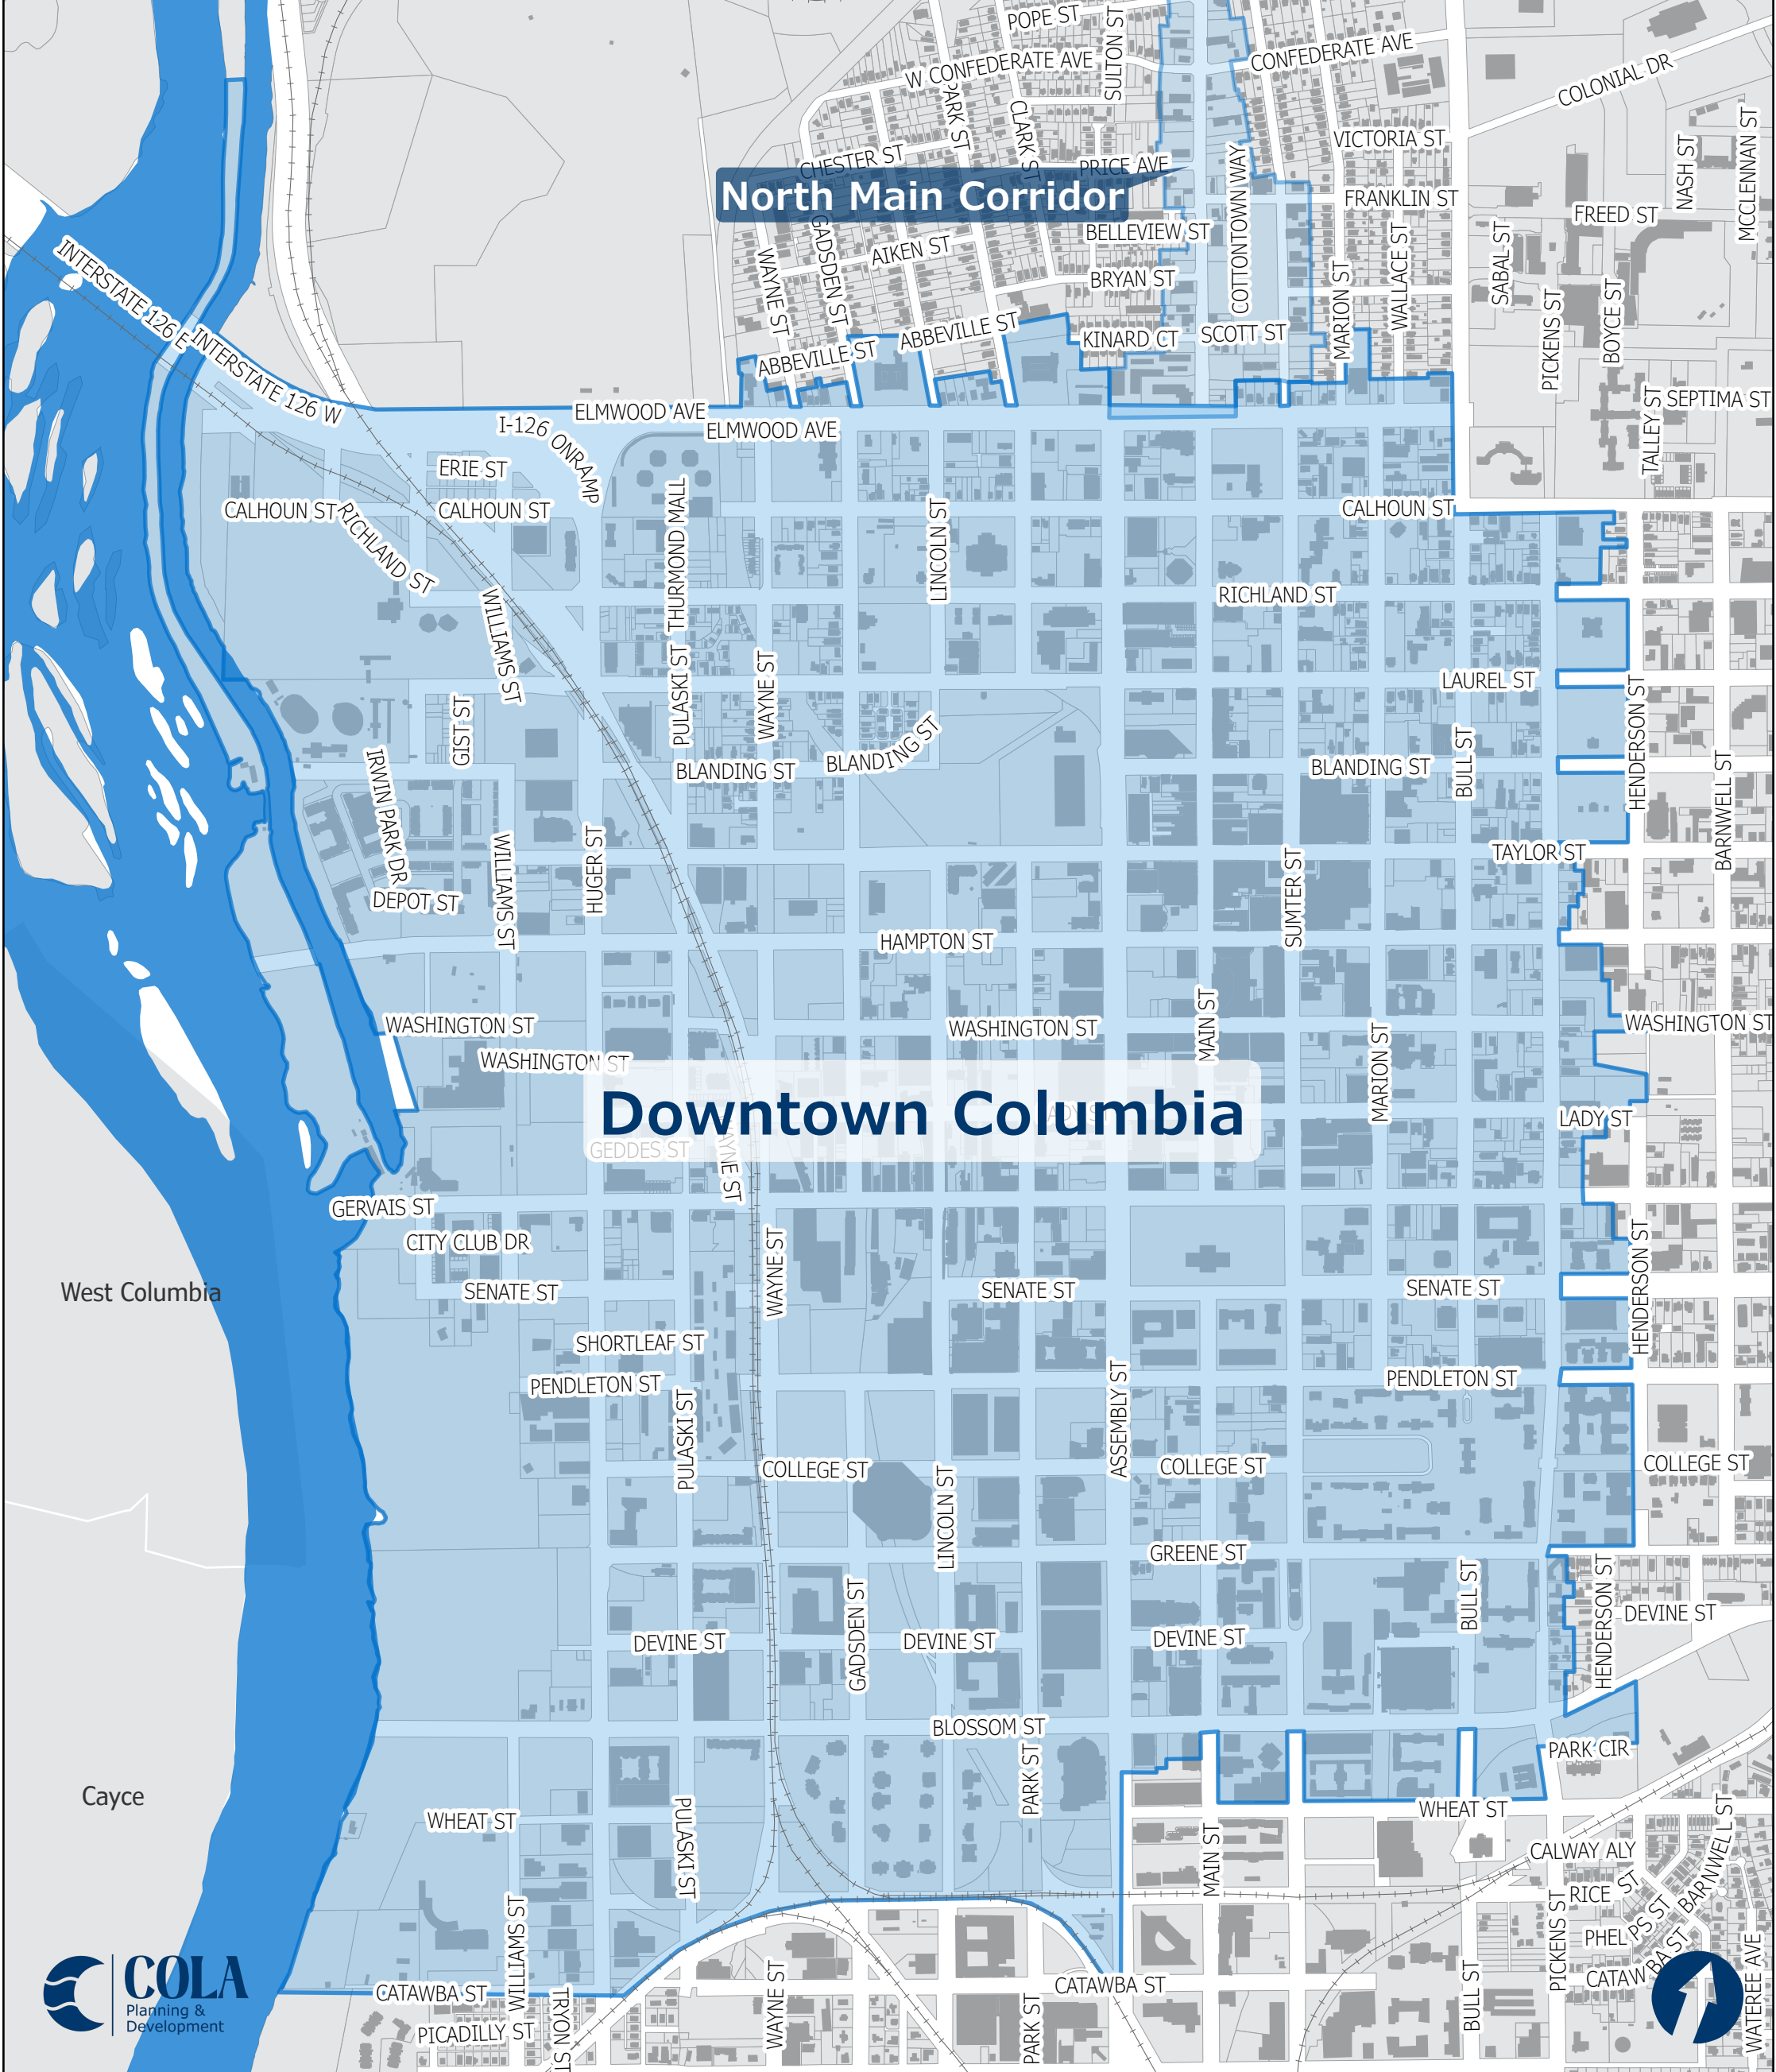 POPE ST
SULTON ST
W CONFEDERATE AVE
CONFEDERATE AVE
COLONIAL DR
PARK ST
CLARK ST
VICTORIA ST
MCLENNAN ST
NASH ST
CHESTER ST
PRICE AVE
COTTONTOWN WAY
North Main Corridor
FRANKLIN ST
FREED ST
GADSDEN ST
BELLEVIEW ST
SABAL ST
AIKEN ST
WALLACE ST
WAYNE ST
BRYAN ST
MARION ST
PICKENS ST
BOYCE ST
INTERSTATE 126 E
INTERSTATE 126 W
ABBEVILLE ST
ABBEVILLE ST
KINARD CT
SCOTT ST
TALLEY ST
SEPTIMA ST
ELMWOOD AVE
ELMWOOD AVE
I-126 ONRAMP
ERIE ST
CALHOUN ST
CALHOUN ST
CALHOUN ST
RICHLAND ST
THURMOND MALL
LINCOLN ST
RICHLAND ST
WILLIAMS ST
PULASKI ST
WAYNE ST
LAUREL ST
HENDERSON ST
GIST ST
BLANDING ST
BLANDING ST
BLANDING ST
BULL ST
BARNWELL ST
IRWIN PARK DR
WILLIAMS ST
HUGER ST
TAYLOR ST
SUMTER ST
DEPOT ST
HAMPTON ST
WASHINGTON ST
WASHINGTON ST
WASHINGTON ST
WASHINGTON ST
MAIN ST
MARION ST
Downtown Columbia
LADY ST
GEDDES ST
WAYNE ST
GERVAIS ST
CITY CLUB DR
WAYNE ST
HENDERSON ST
West Columbia
SENATE ST
SENATE ST
SENATE ST
SHORTLEAF ST
PENDLETON ST
PENDLETON ST
PULASKI ST
ASSEMBLY ST
COLLEGE ST
COLLEGE ST
COLLEGE ST
LINCOLN ST
GREENE ST
BULL ST
HENDERSON ST
GADSDEN ST
DEVINE ST
DEVINE ST
DEVINE ST
DEVINE ST
BLOSSOM ST
PARK ST
PARK CIR
Cayce
WHEAT ST
WHEAT ST
PULASKI ST
MAIN ST
CALWAY ALY
BARNWELL ST
RICE ST
WILLIAMS ST
PICKENS ST
COLA
Planning &
Development
CATAWBA ST
CATAWBA ST
WATEREE AVE
PICADILLY ST
TRYON ST
WAYNE ST
PARK ST
BULL ST